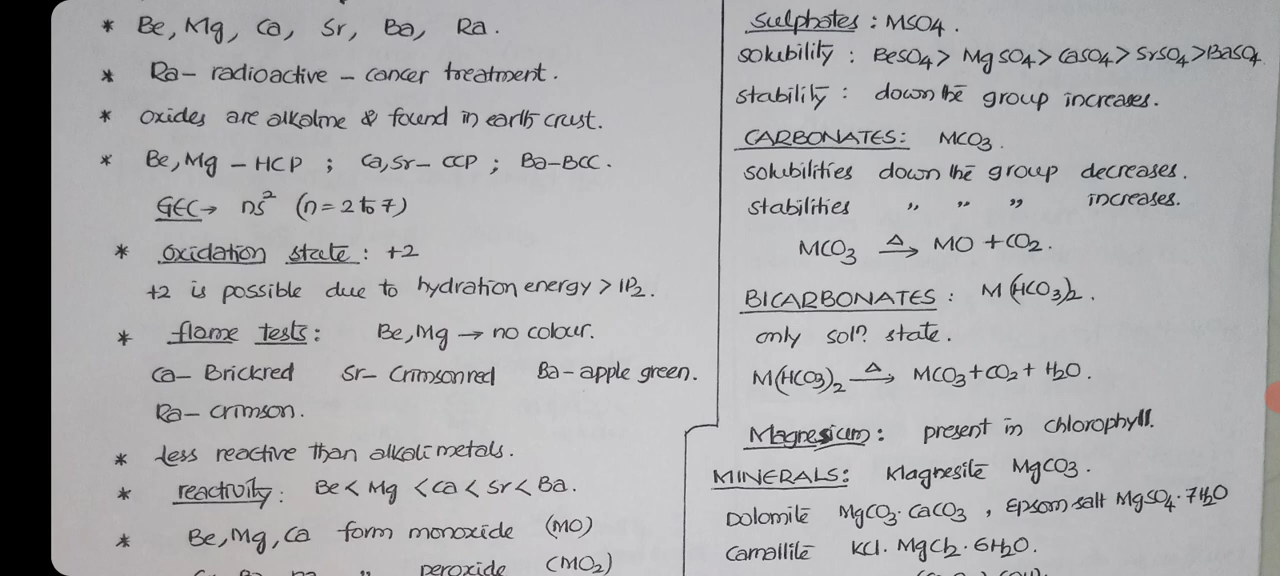 * Be, Mg, Ca, Sr, Ba, Ra.
* Ra- radioactive - cancer treatment.
* oxides are alkaline & found in earth crust.
* Be, Mg - HCP ; Ca, Sr- CCP ; Ba-BCC.
GEC→ ns² (n = 2 to 7)
* oxidation state : +2
+2 is possible due to hydration energy > IP₂.
* flame tests : Be, Mg → no colour.
Ca- Brickred Sr- Crimsonred Ba- apple green.
Ra- crimson.
* less reactive than alkali metals.
* reactivity : Be < Mg < Ca < Sr < Ba.
* Be, Mg, Ca form monoxide (MO)
peroxide (MO₂)
Sulphates : MSO4.
solubility : BeSO4 > MgSO4 > CaSO4 > SrSO4 > BaSO4
stability : down the group increases.
CARBONATES: MCO3.
solubilities down the group decreases.
stabilities " " " increases.
MCO3 △→ MO + CO2.
BICARBONATES : M(HCO3)2.
only solⁿ state.
M(HCO3)2 △→ MCO3 + CO2 + H2O.
Magnesium : present in chlorophyll.
MINERALS: Magnesite MgCO3.
Dolomite MgCO3·CaCO3 , Epsom salt MgSO4·7H2O
Carnallite KCl. MgCl2·6H2O.